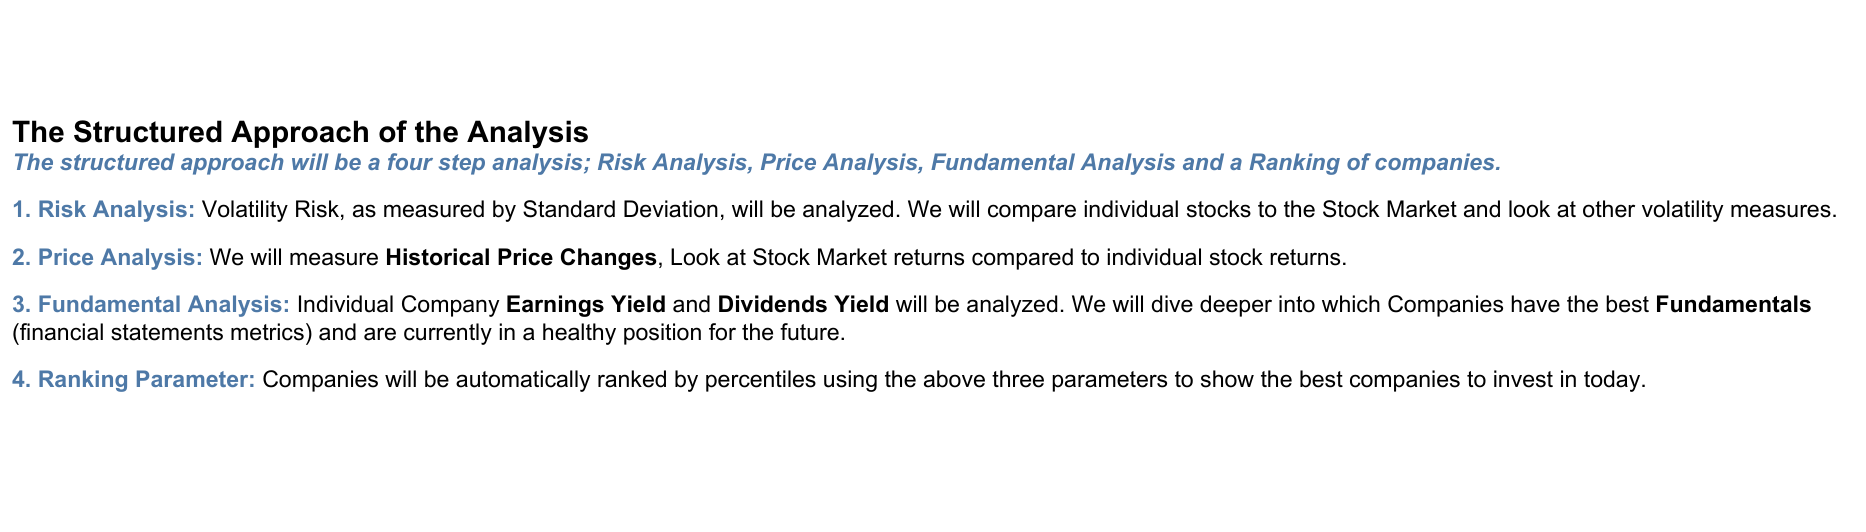 The Structured Approach of the Analysis
The structured approach will be a four step analysis; Risk Analysis, Price Analysis, Fundamental Analysis and a Ranking of companies.
1. Risk Analysis: Volatility Risk, as measured by Standard Deviation, will be analyzed. We will compare individual stocks to the Stock Market and look at other volatility measures.
2. Price Analysis: We will measure Historical Price Changes, Look at Stock Market returns compared to individual stock returns.
3. Fundamental Analysis: Individual Company Earnings Yield and Dividends Yield will be analyzed. We will dive deeper into which Companies have the best Fundamentals
(financial statements metrics) and are currently in a healthy position for the future.
4. Ranking Parameter: Companies will be automatically ranked by percentiles using the above three parameters to show the best companies to invest in today.